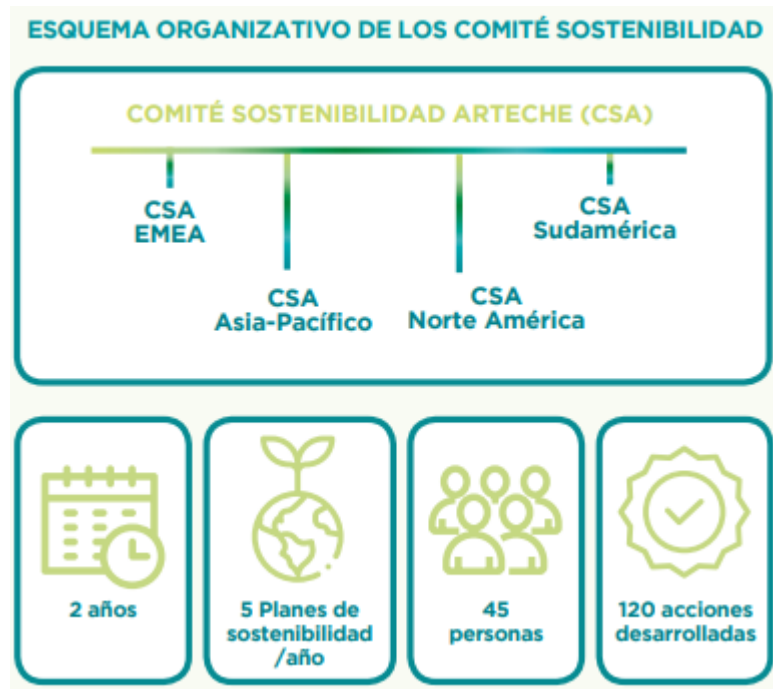 ESQUEMA ORGANIZATIVO DE LOS COMITÉ SOSTENIBILIDAD
COMITÉ SOSTENIBILIDAD ARTECHE (CSA)
CSA
EMEA
CSA
Asia-Pacífico
CSA
Norte América
CSA
Sudamérica
2 años
5 Planes de
sostenibilidad
/año
45
personas
120 acciones
desarrolladas